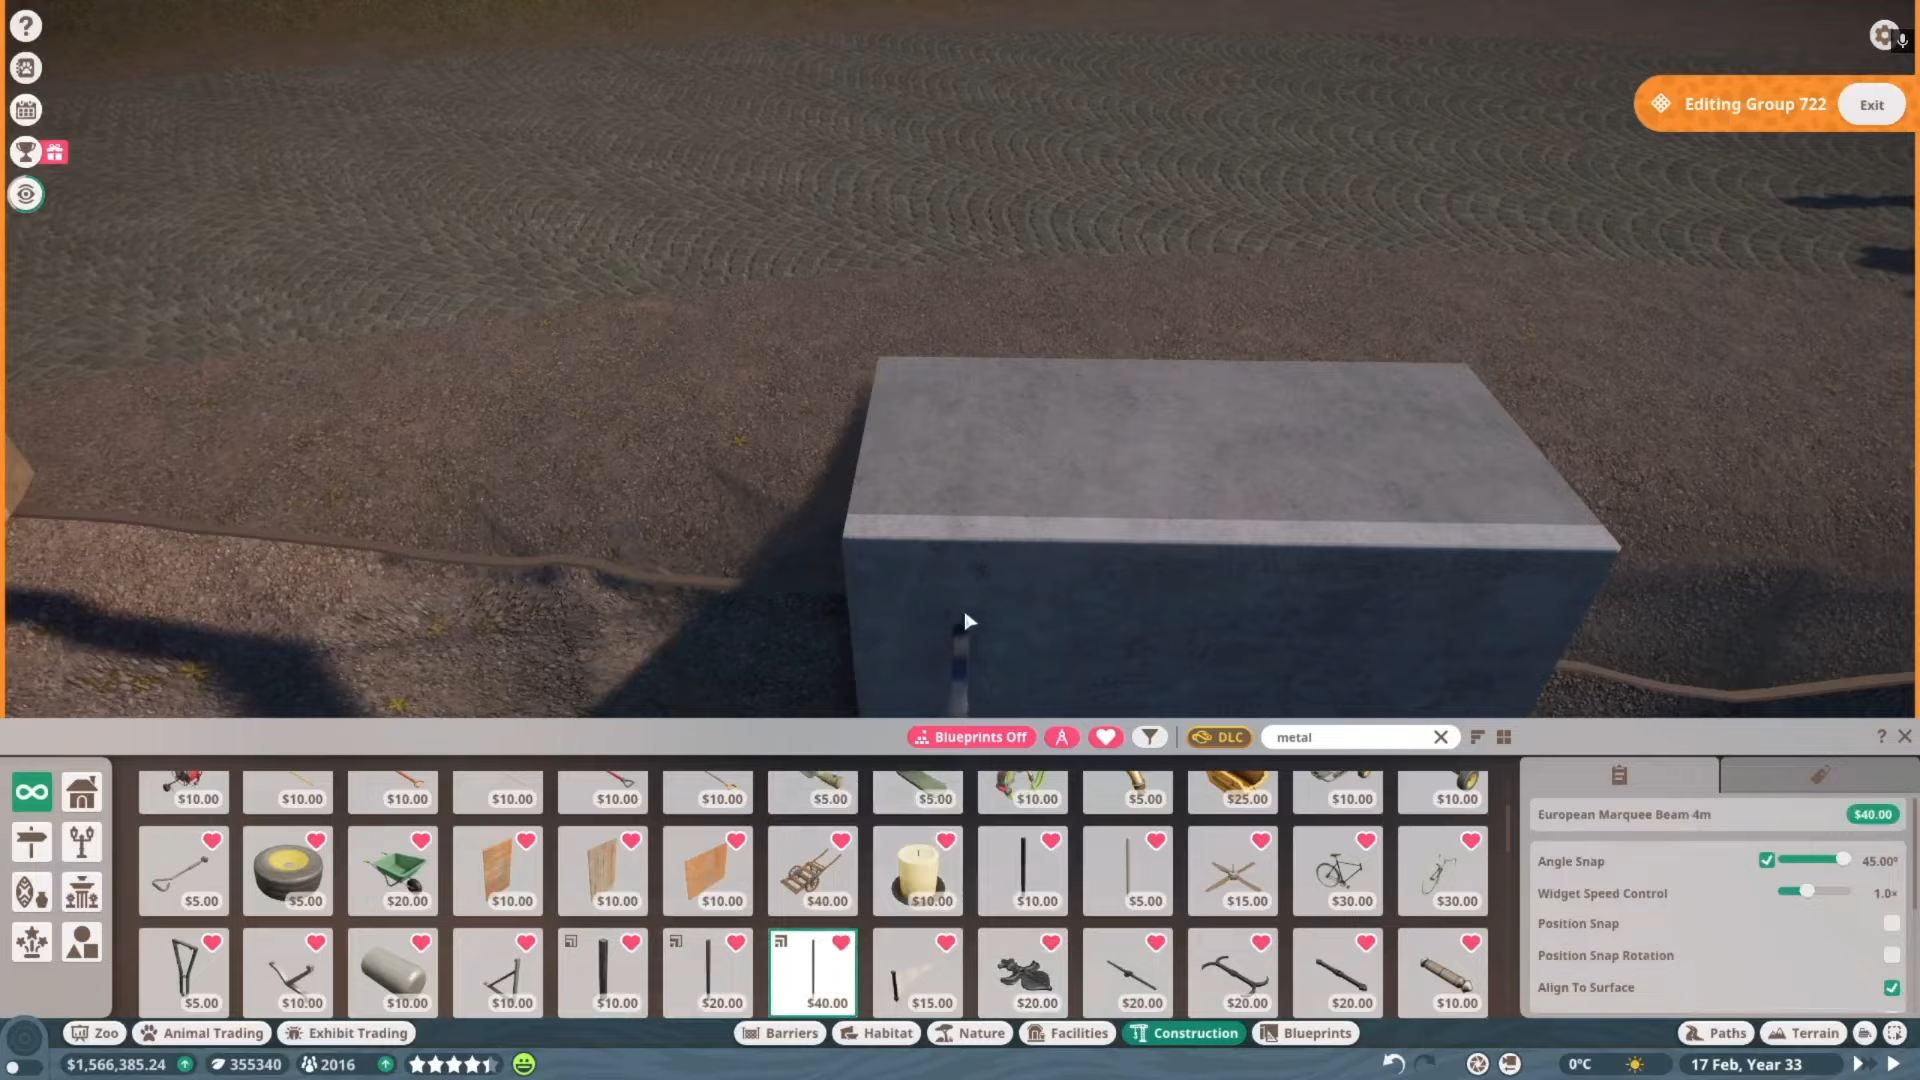 ?
Editing Group 722 Exit
Blueprints Off DLC metal ?
$10.00 $10.00 $10.00 $10.00 $10.00 $10.00 $5.00 $5.00 $10.00 $5.00 $25.00 $10.00 $10.00
$5.00 $5.00 $20.00 $10.00 $10.00 $10.00 $40.00 $10.00 $10.00 $5.00 $15.00 $30.00 $30.00
$5.00 $10.00 $10.00 $10.00 $10.00 $20.00 $40.00 $15.00 $20.00 $20.00 $20.00 $20.00 $10.00
European Marquee Beam 4m $40.00
Angle Snap 45.00°
Widget Speed Control 1.0×
Position Snap
Position Snap Rotation
Align To Surface
Zoo Animal Trading Exhibit Trading Barriers Habitat Nature Facilities Construction Blueprints Paths Terrain
$1,566,385.24 355340 2016 0°C 17 Feb, Year 33